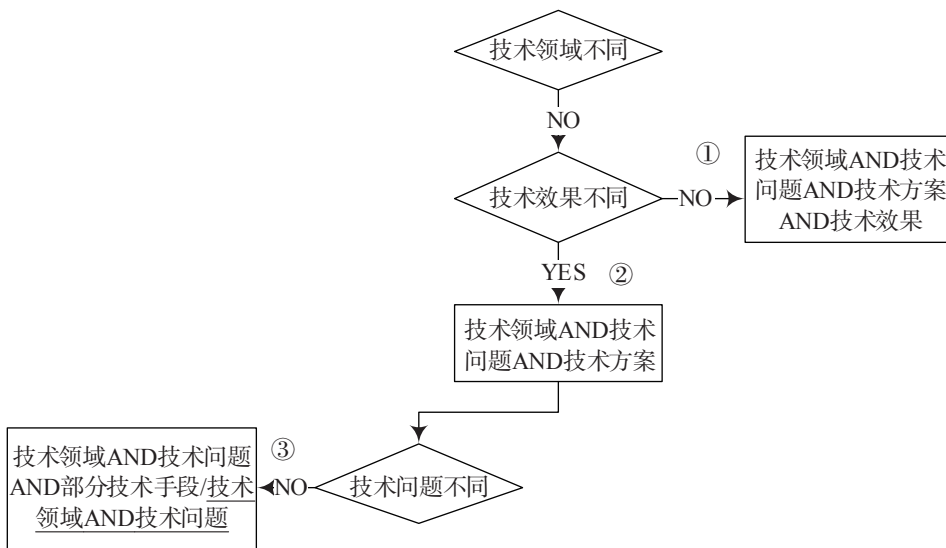 技术领域不同
NO
技术效果不同
NO
①
技术领域AND技术
问题AND技术方案
AND技术效果
YES
②
技术领域AND技术
问题AND技术方案
技术问题不同
NO
③
技术领域AND技术问题
AND部分技术手段/技术
领域AND技术问题